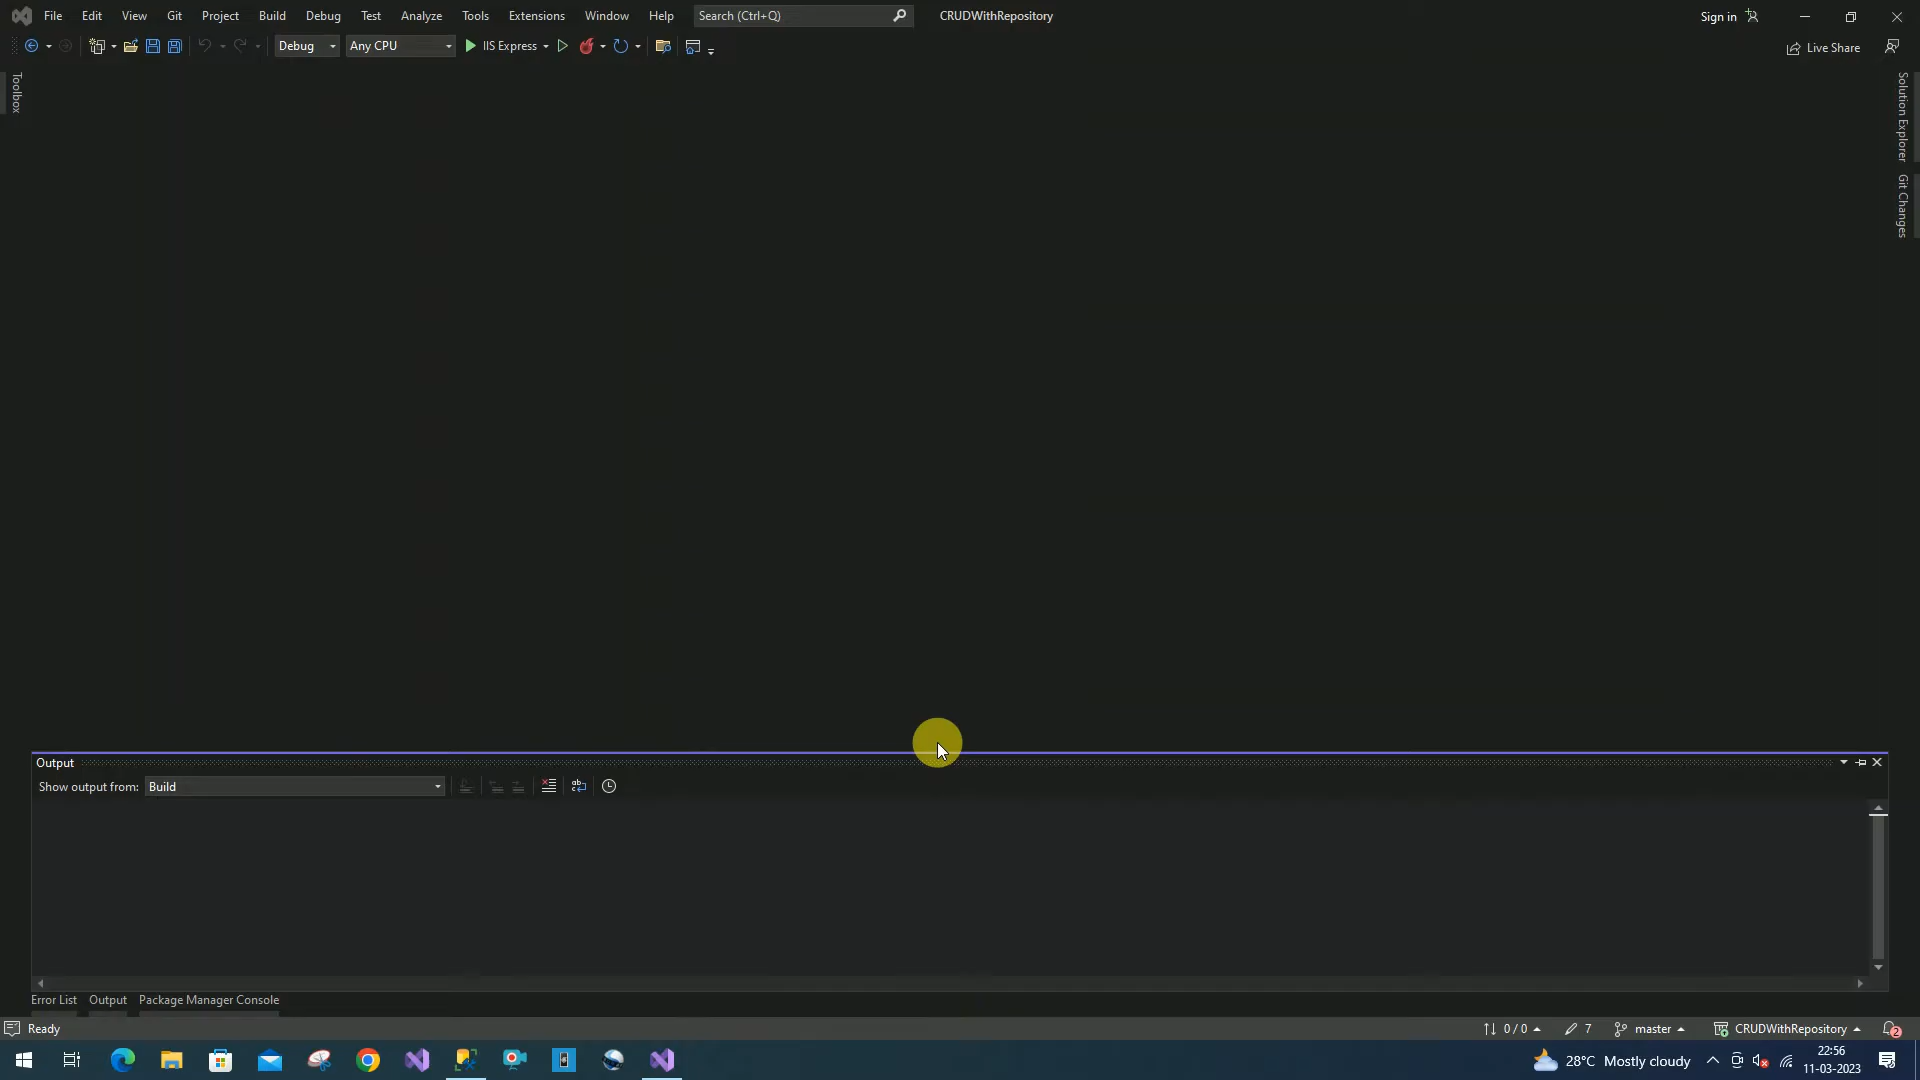 File Edit View Git Project Build Debug Test Analyze Tools Extensions Window Help Search (Ctrl+Q) CRUDWithRepository Sign in
Debug Any CPU IIS Express Live Share
Toolbox
Solution Explorer
Git Changes
Output
Show output from: Build
Error List Output Package Manager Console
Ready 0 / 0 7 master CRUDWithRepository 2
28°C Mostly cloudy 22:56
11-03-2023